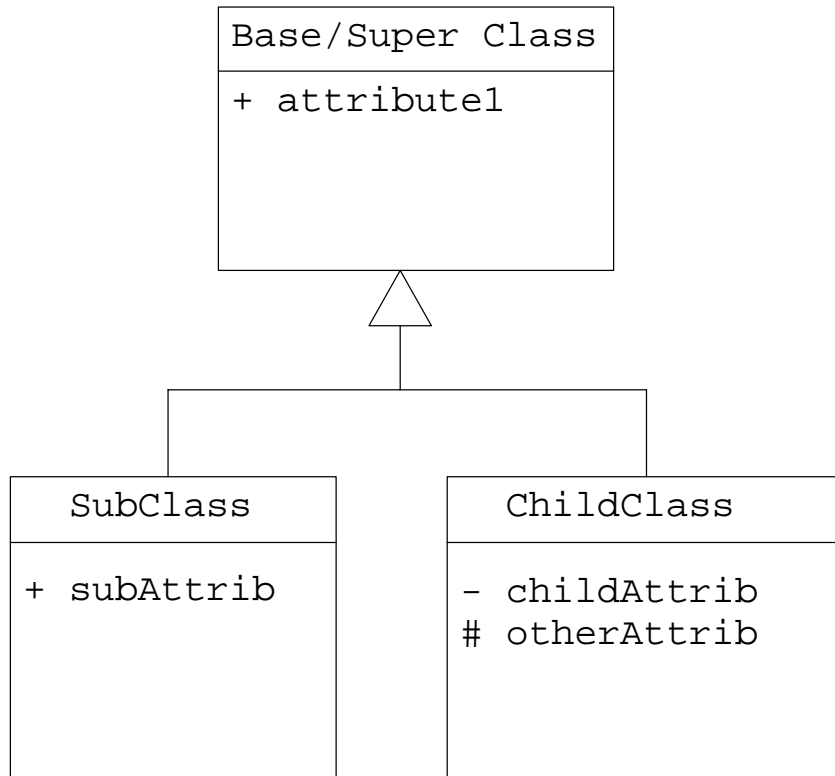 Base/Super Class
+ attribute1
SubClass
+ subAttrib
ChildClass
- childAttrib
# otherAttrib